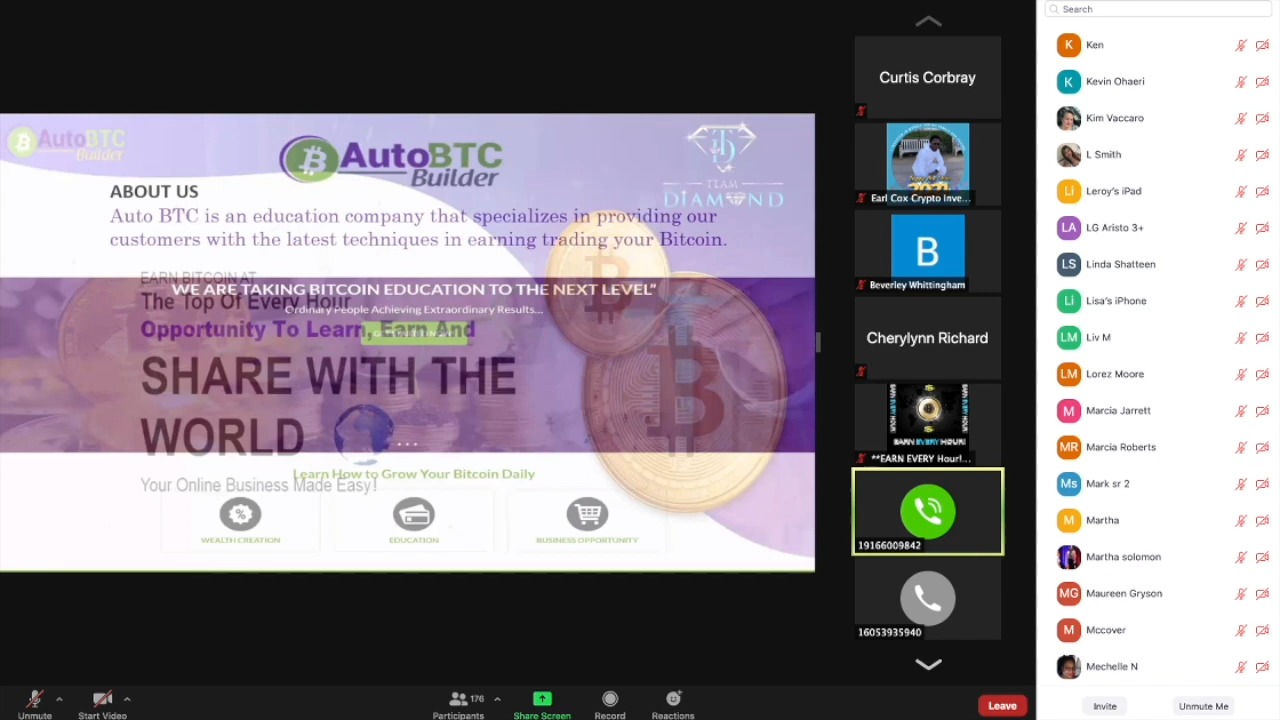 AutoBTC
Builder
AutoBTC
Builder
TEAM
DIAMOND
ABOUT US
Auto BTC is an education company that specializes in providing our
customers with the latest techniques in earning trading your Bitcoin.
EARN BITCOIN AT
WE ARE TAKING BITCOIN EDUCATION TO THE NEXT LEVEL"
The Top Of Every Hour
Ordinary People Achieving Extraordinary Results...
Opportunity To Learn, Earn And
SHARE WITH THE
WORLD
Learn How to Grow Your Bitcoin Daily
Your Online Business Made Easy!
WEALTH CREATION
EDUCATION
BUSINESS OPPORTUNITY
Curtis Corbray
Earl Cox Crypto Inve...
B
Beverley Whittingham
Cherylynn Richard
EARN EVERY HOUR!
**EARN EVERY Hour!...
19166009842
16053935940
Search
K Ken
K Kevin Ohaeri
Kim Vaccaro
L Smith
Li Leroy's iPad
LA LG Aristo 3+
LS Linda Shatteen
Li Lisa's iPhone
LM Liv M
LM Lorez Moore
M Marcia Jarrett
MR Marcia Roberts
Ms Mark sr 2
M Martha
Martha solomon
MG Maureen Gryson
M Mccover
Mechelle N
Unmute
Start Video
176
Participants
Share Screen
Record
Reactions
Leave
Invite
Unmute Me